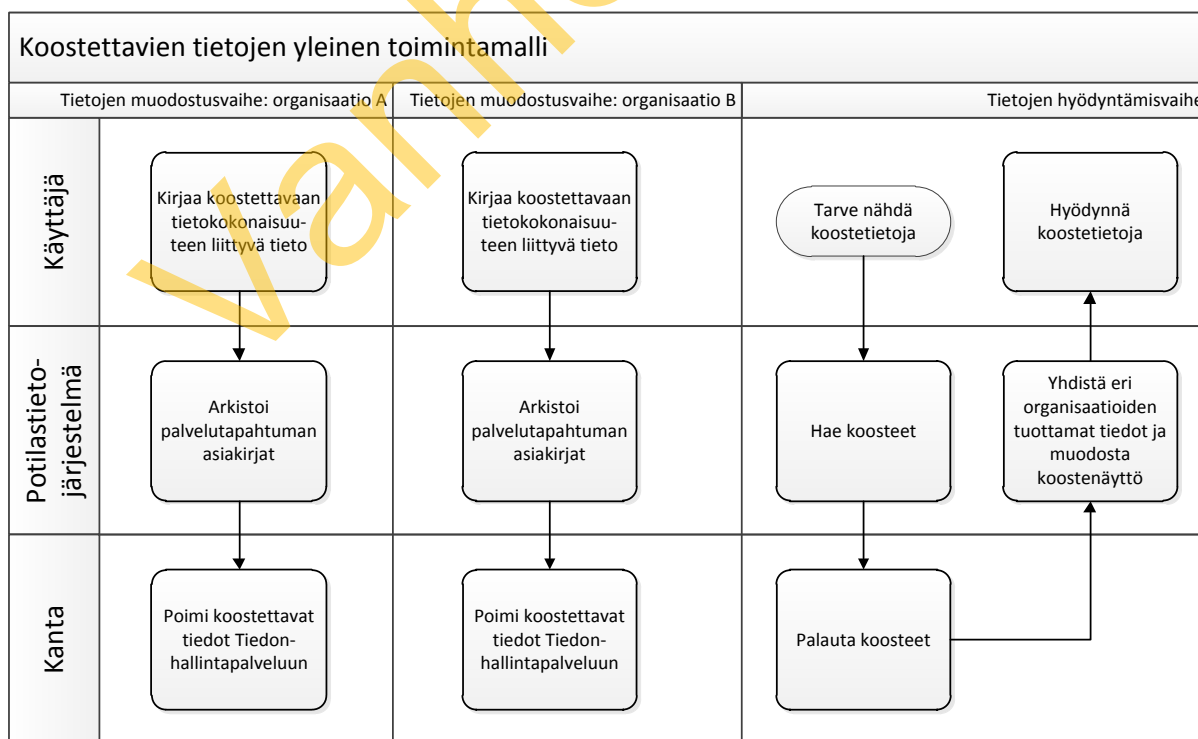 Koostettavien tietojen yleinen toimintamalli
Tietojen muodostusvaihe: organisaatio A
Tietojen muodostusvaihe: organisaatio B
Tietojen hyödyntämisvaihe
Käyttäjä
Kirjaa koostettavaan
tietokokonaisuu-
teen liittyvä tieto
Kirjaa koostettavaan
tietokokonaisuu-
teen liittyvä tieto
Tarve nähdä
koostetietoja
Hyödynnä
koostetietoja
Potilastieto-
järjestelmä
Arkistoi
palvelutapahtuman
asiakirjat
Arkistoi
palvelutapahtuman
asiakirjat
Hae koosteet
Yhdistä eri
organisaatioiden
tuottamat tiedot ja
muodosta
koostenäyttö
Kanta
Poimi koostettavat
tiedot Tiedon-
hallintapalveluun
Poimi koostettavat
tiedot Tiedon-
hallintapalveluun
Palauta koosteet